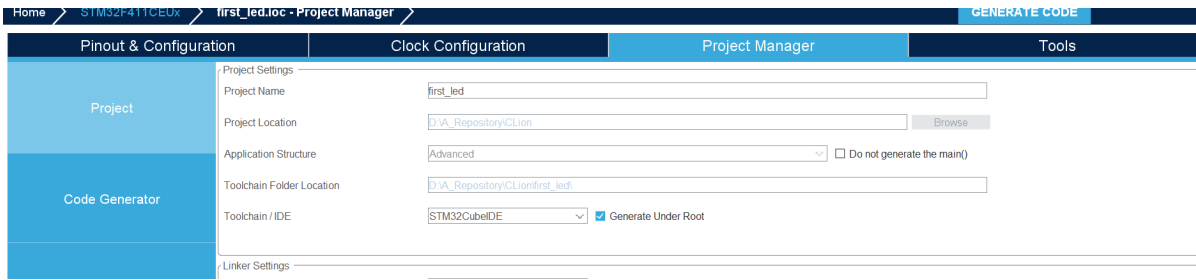 Home STM32F411CEUx first_led.ioc - Project Manager GENERATE CODE
Pinout & Configuration Clock Configuration Project Manager Tools
Project Settings
Project Name first_led
Project
Project Location D:\A_Repository\CLion Browse
Application Structure Advanced Do not generate the main()
Toolchain Folder Location D:\A_Repository\CLion\first_led\
Code Generator
Toolchain / IDE STM32CubeIDE Generate Under Root
Linker Settings